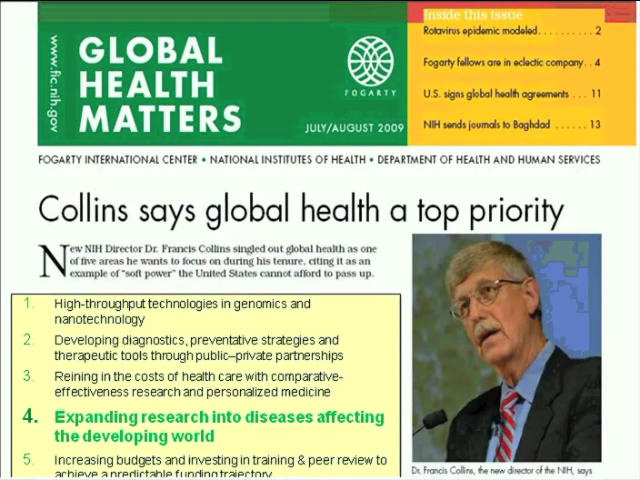 www.fic.nih.gov
GLOBAL
HEALTH
MATTERS
FOGARTY
JULY/AUGUST 2009
Inside this issue
Rotavirus epidemic modeled. . . . . . . . . . 2
Fogarty fellows are in eclectic company. . 4
U.S. signs global health agreements . . . 11
NIH sends journals to Baghdad . . . . . . 13
FOGARTY INTERNATIONAL CENTER • NATIONAL INSTITUTES OF HEALTH • DEPARTMENT OF HEALTH AND HUMAN SERVICES
Collins says global health a top priority
New NIH Director Dr. Francis Collins singled out global health as one
of five areas he wants to focus on during his tenure, citing it as an
example of "soft power" the United States cannot afford to pass up.
1. High-throughput technologies in genomics and
nanotechnology
2. Developing diagnostics, preventative strategies and
therapeutic tools through public–private partnerships
3. Reining in the costs of health care with comparative-
effectiveness research and personalized medicine
4. Expanding research into diseases affecting
the developing world
5. Increasing budgets and investing in training & peer review to
achieve a predictable funding trajectory
Dr. Francis Collins, the new director of the NIH, says